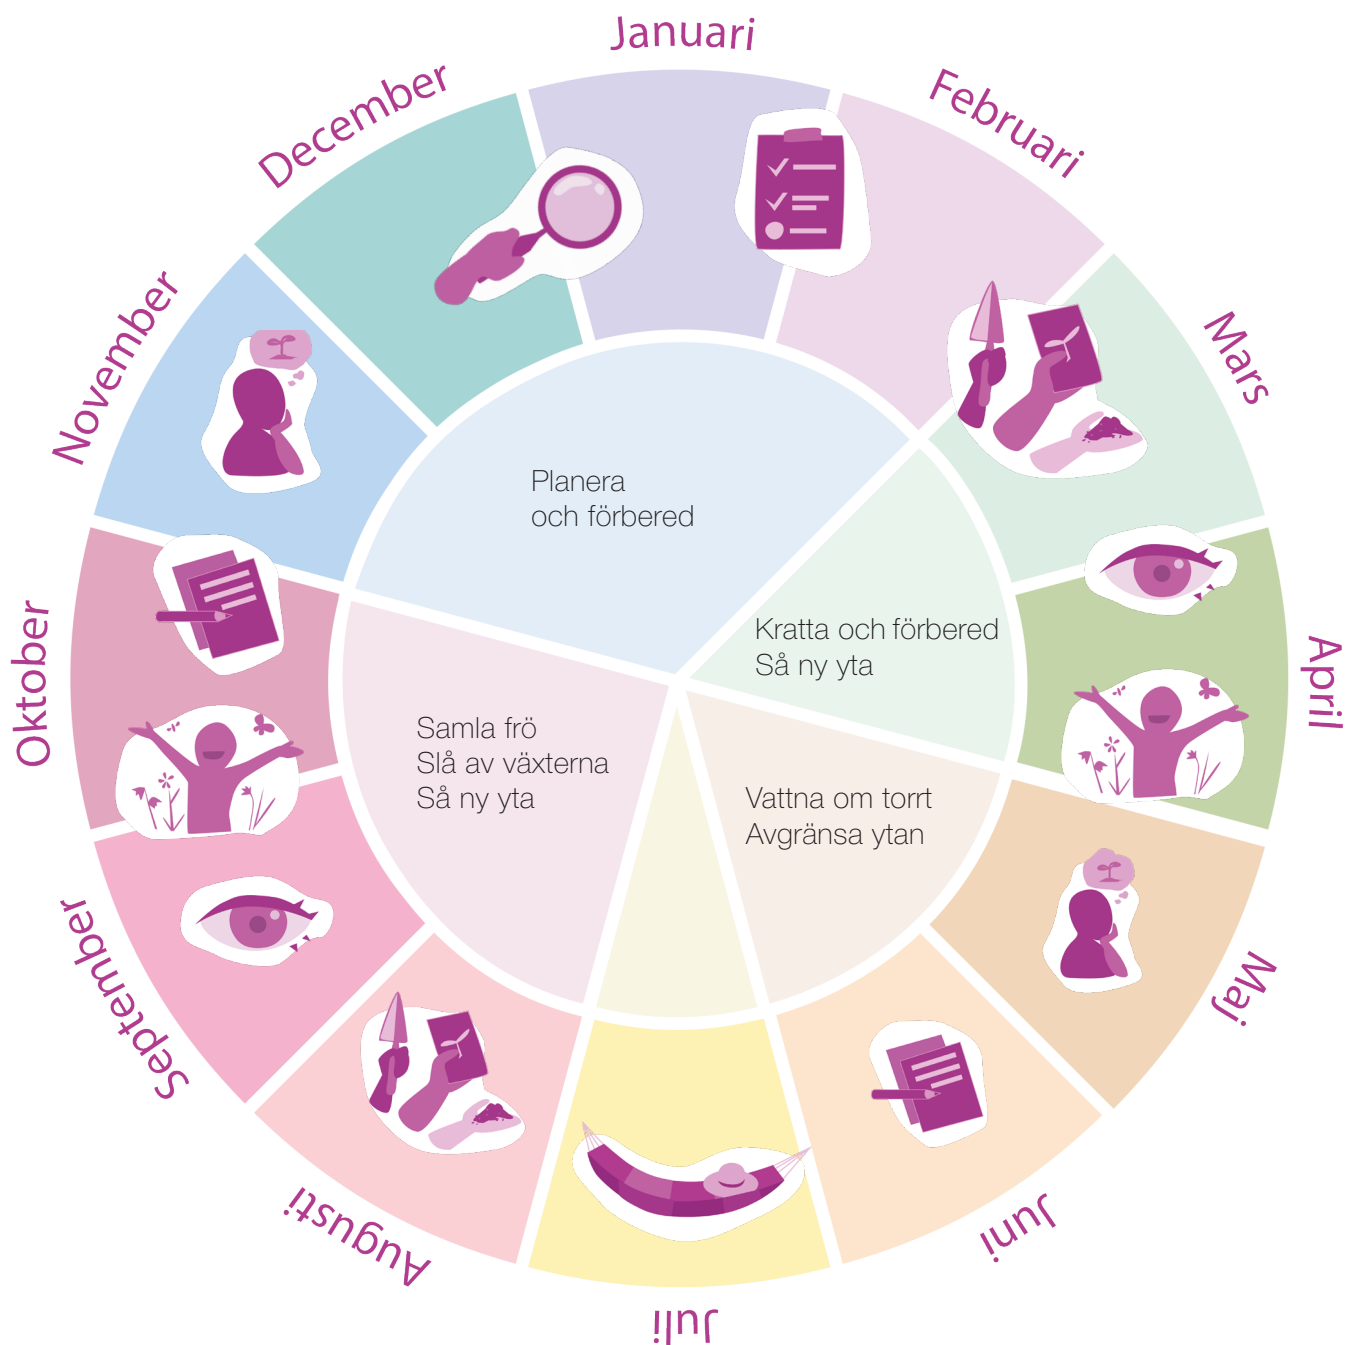 Januari
Februari
Mars
April
Maj
Juni
Juli
Augusti
September
Oktober
November
December
Planera
och förbered
Kratta och förbered
Så ny yta
Vattna om torrt
Avgränsa ytan
Samla frö
Slå av växterna
Så ny yta